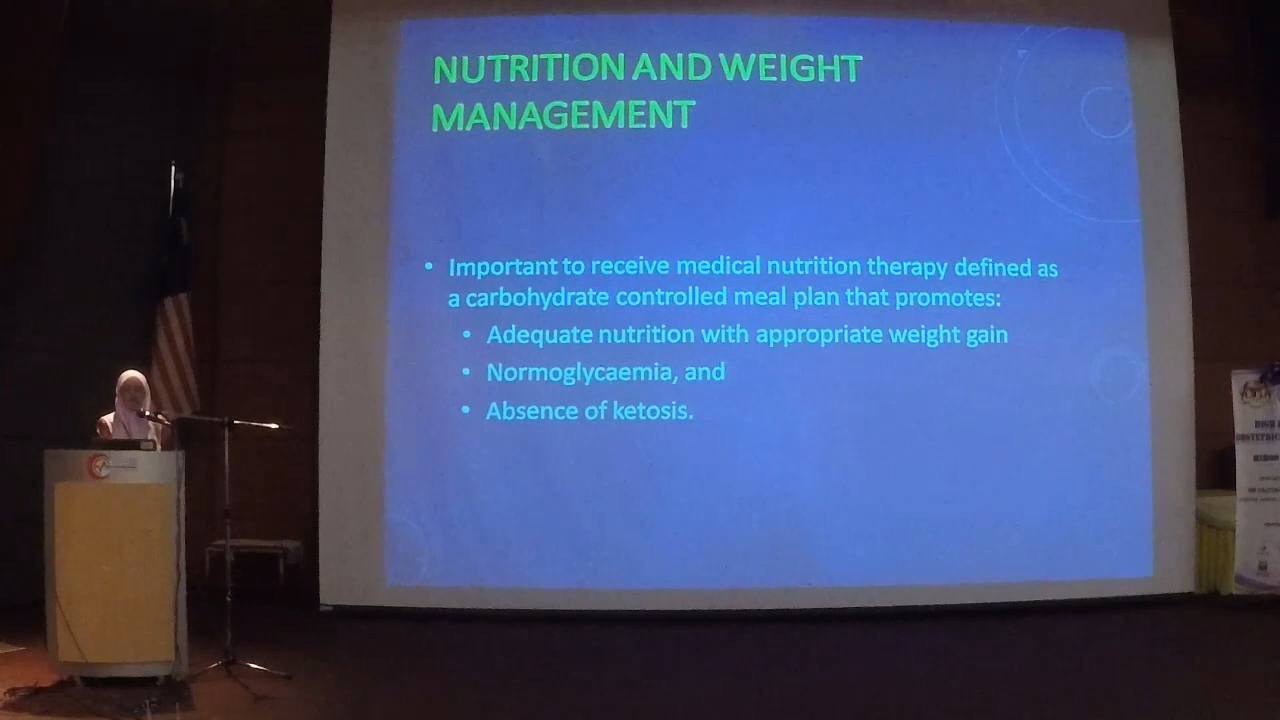 NUTRITION AND WEIGHT
MANAGEMENT
• Important to receive medical nutrition therapy defined as
a carbohydrate controlled meal plan that promotes:
• Adequate nutrition with appropriate weight gain
• Normoglycaemia, and
• Absence of ketosis.